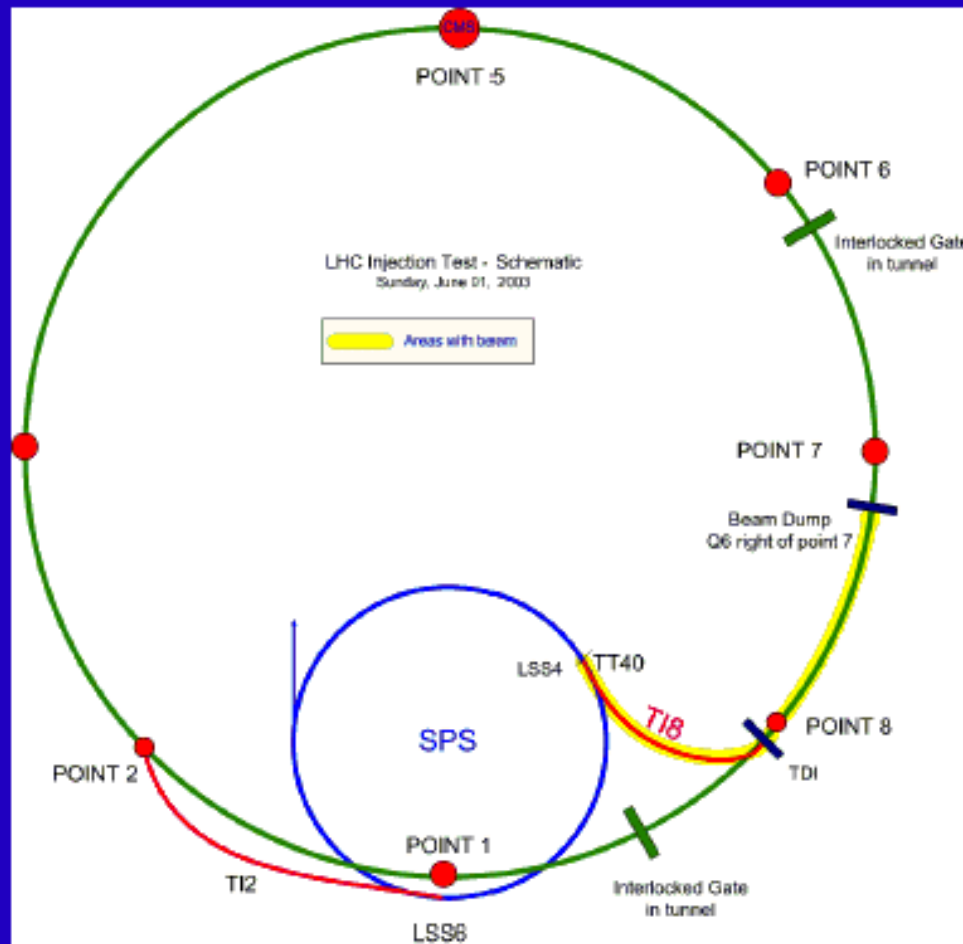 CMS
POINT 5
POINT 6
Interlocked Gate
in tunnel
LHC Injection Test - Schematic
Sunday, June 01, 2003
Areas with beam
POINT 7
Beam Dump
Q6 right of point 7
LSS4
TT40
TI8
POINT 8
SPS
TDI
POINT 2
POINT 1
TI2
Interlocked Gate
in tunnel
LSS6